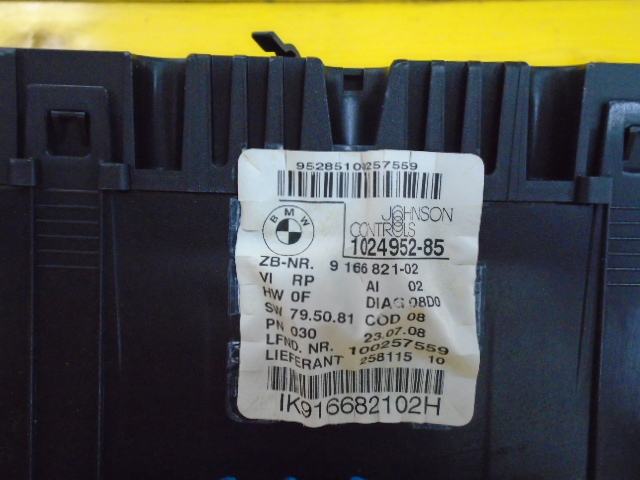 9528510257559
BMW
JOHNSON
CONTROLS
1024952-85
ZB-NR. 9 166 821-02
VI RP AI 02
HW 0F DIAG 08D0
SW 79.50.81 COD 08
PN 030 23.07.08
LFND. NR. 100257559
LIEFERANT 258115 10
IK916682102H